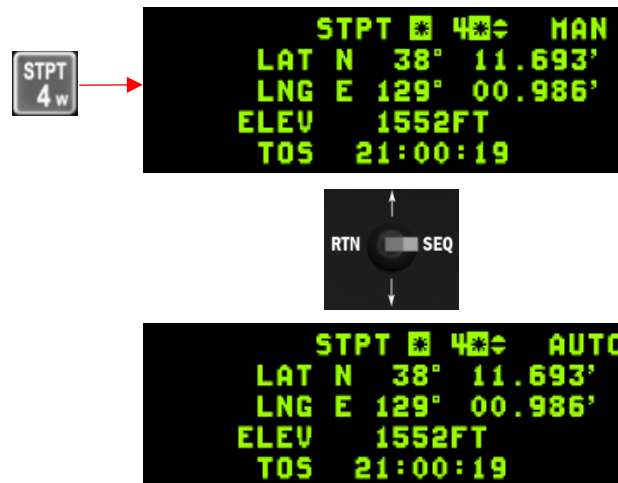 STPT
4 W
STPT * 4*⬍ MAN
LAT N 38° 11.693'
LNG E 129° 00.986'
ELEV 1552FT
TOS 21:00:19
RTN SEQ
STPT * 4*⬍ AUTO
LAT N 38° 11.693'
LNG E 129° 00.986'
ELEV 1552FT
TOS 21:00:19